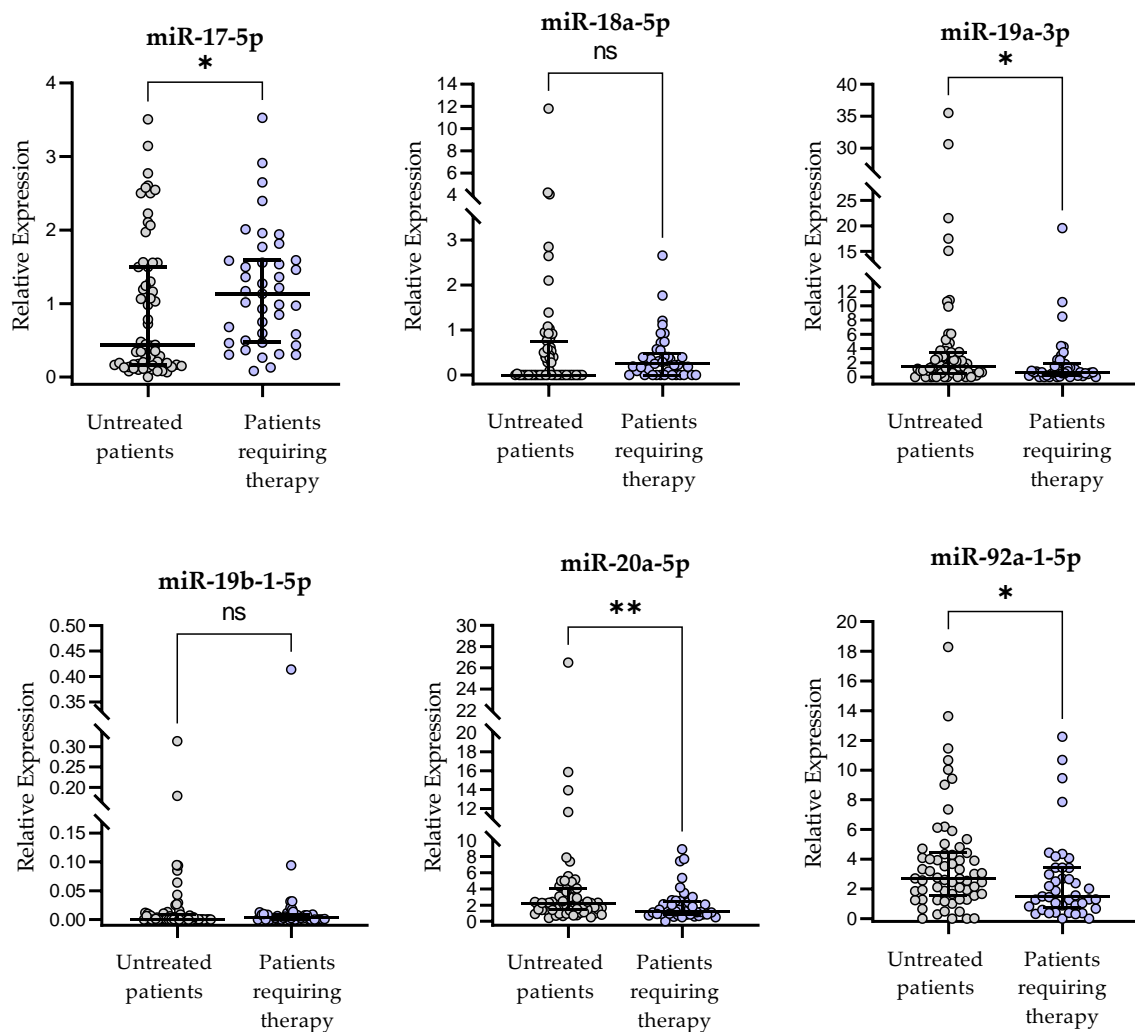 miR-17-5p
*
4
3
2
1
0
Relative Expression
Untreated
patients
Patients
requiring
therapy
miR-18a-5p
ns
14
12
10
8
6
4
3
1
0
Relative Expression
Untreated
patients
Patients
requiring
therapy
miR-19a-3p
*
40
35
30
25
20
15
12
10
8
6
4
2
0
Relative Expression
Untreated
patients
Patients
requiring
therapy
miR-19b-1-5p
ns
0.50
0.45
0.40
0.35
0.30
0.25
0.20
0.15
0.10
0.05
0.00
Relative Expression
Untreated
patients
Patients
requiring
therapy
miR-20a-5p
**
30
28
26
24
22
20
18
16
14
12
10
8
6
4
2
0
Relative Expression
Untreated
patients
Patients
requiring
therapy
miR-92a-1-5p
*
20
18
16
14
12
10
8
6
4
2
0
Relative Expression
Untreated
patients
Patients
requiring
therapy